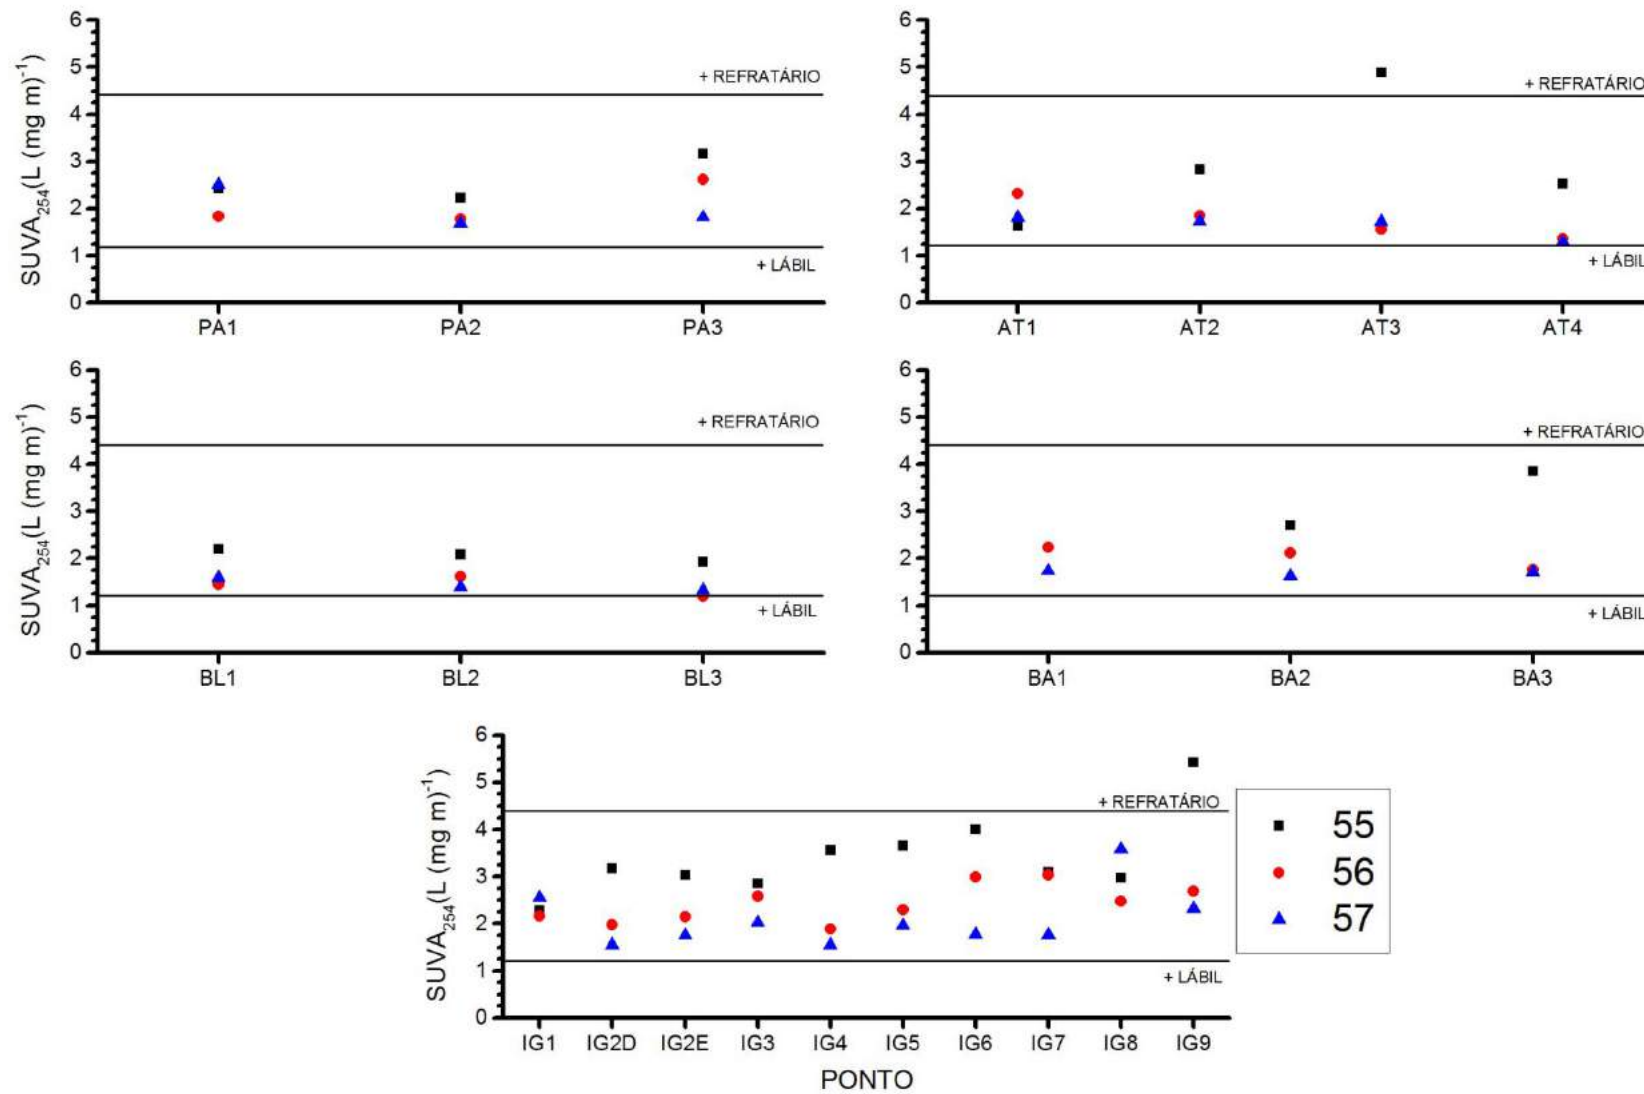 SUVA254(L (mg m)-1)
6
5
4
3
2
1
0
+ REFRATÁRIO
+ LÁBIL
PA1 PA2 PA3
6
5
4
3
2
1
0
+ REFRATÁRIO
+ LÁBIL
AT1 AT2 AT3 AT4
SUVA254(L (mg m)-1)
6
5
4
3
2
1
0
+ REFRATÁRIO
+ LÁBIL
BL1 BL2 BL3
6
5
4
3
2
1
0
+ REFRATÁRIO
+ LÁBIL
BA1 BA2 BA3
SUVA254(L (mg m)-1)
6
5
4
3
2
1
0
+ REFRATÁRIO
+ LÁBIL
IG1 IG2D IG2E IG3 IG4 IG5 IG6 IG7 IG8 IG9
PONTO
55
56
57